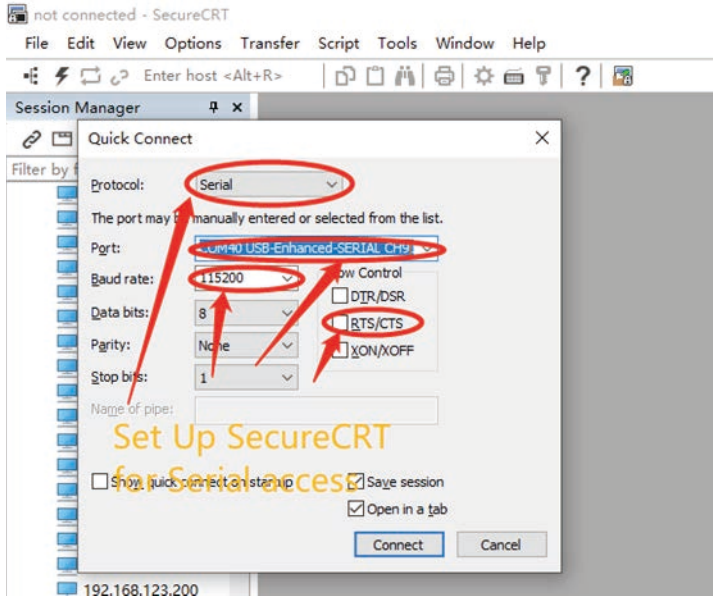 not connected - SecureCRT
File Edit View Options Transfer Script Tools Window Help
Enter host <Alt+R>
Session Manager
Quick Connect
Filter by f
Protocol: Serial
The port may be manually entered or selected from the list.
Port: COM40 USB-Enhanced-SERIAL CH9
Baud rate: 115200
Flow Control
DTR/DSR
Data bits: 8
RTS/CTS
Parity: None
XON/XOFF
Stop bits: 1
Name of pipe:
Set Up SecureCRT
for Serial access
Show quick connect on startup
Save session
Open in a tab
Connect Cancel
192.168.123.200